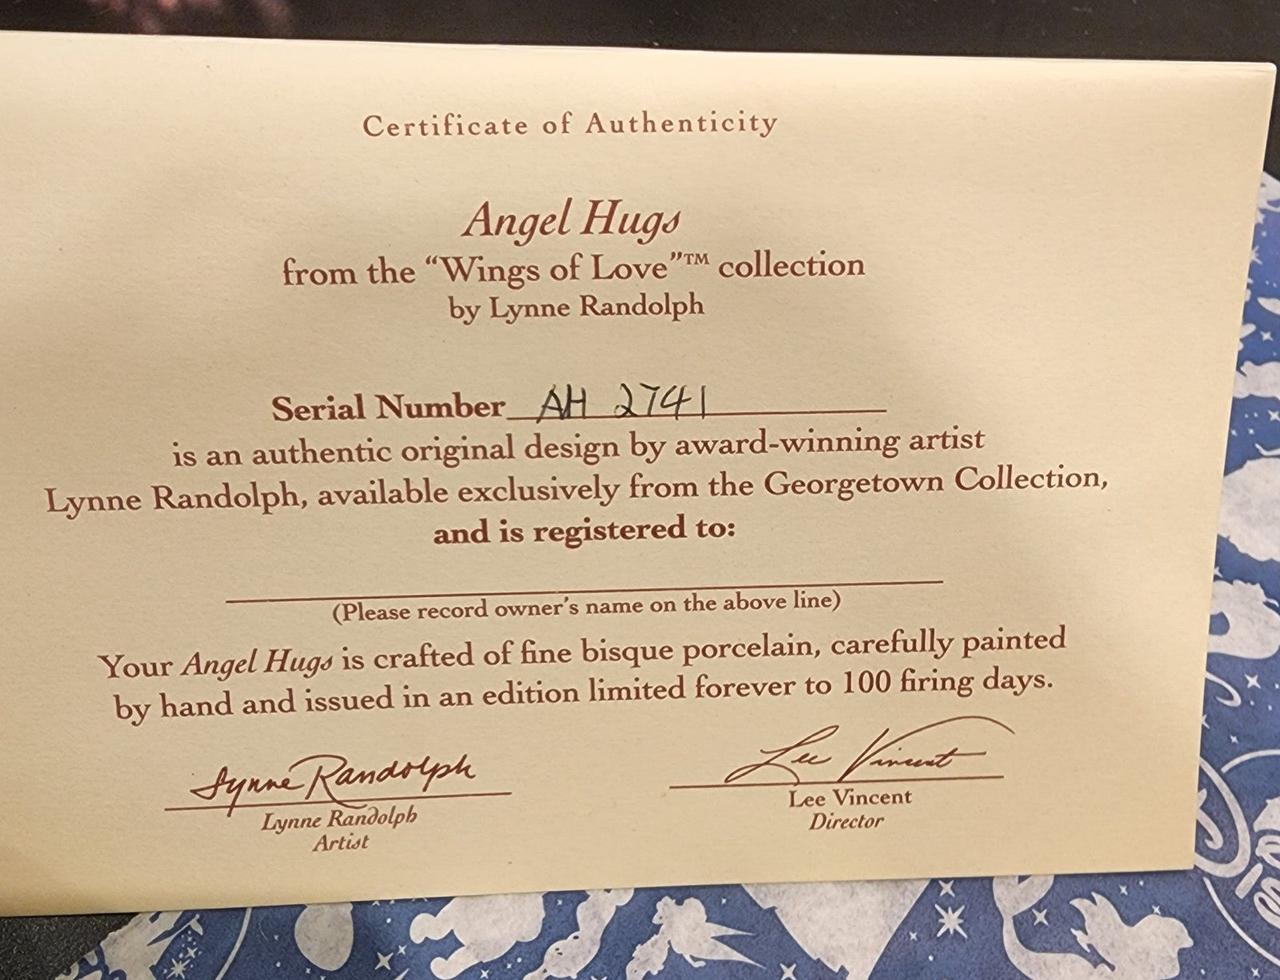 Certificate of Authenticity
Angel Hugs
from the “Wings of Love”™ collection
by Lynne Randolph
Serial Number AH 2741
is an authentic original design by award-winning artist
Lynne Randolph, available exclusively from the Georgetown Collection,
and is registered to:
(Please record owner's name on the above line)
Your Angel Hugs is crafted of fine bisque porcelain, carefully painted
by hand and issued in an edition limited forever to 100 firing days.
Lynne Randolph
Lynne Randolph
Artist
Lee Vincent
Lee Vincent
Director